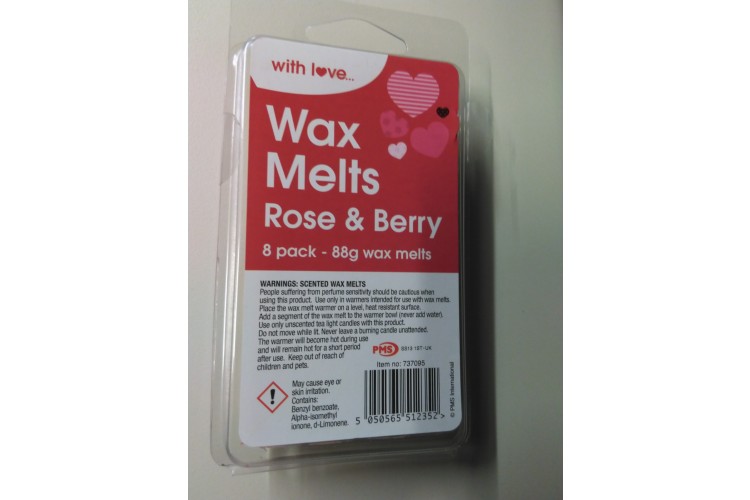 with love...
Wax
Melts
Rose & Berry
8 pack - 88g wax melts
WARNINGS: SCENTED WAX MELTS
People suffering from perfume sensitivity should be cautious when
using this product. Use only in warmers intended for use with wax melts.
Place the wax melt warmer on a level, heat resistant surface.
Add a segment of the wax melt to the warmer bowl (never add water).
Use only unscented tea light candles with this product.
Do not move while lit. Never leave a burning candle unattended.
The warmer will become hot during use
and will remain hot for a short period
after use. Keep out of reach of
children and pets.
PMS SS13 1QT-UK
Item no: 737095
May cause eye or
skin irritation.
Contains:
Benzyl benzoate,
Alpha-isomethyl
ionone, d-Limonene.
5 050565 512352 >
© PMS International